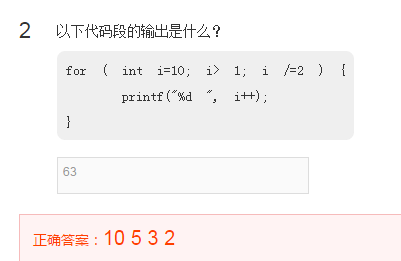 2 以下代码段的输出是什么？
for ( int i=10; i> 1; i /=2 ) {
printf("%d ", i++);
}
63
正确答案：10 5 3 2